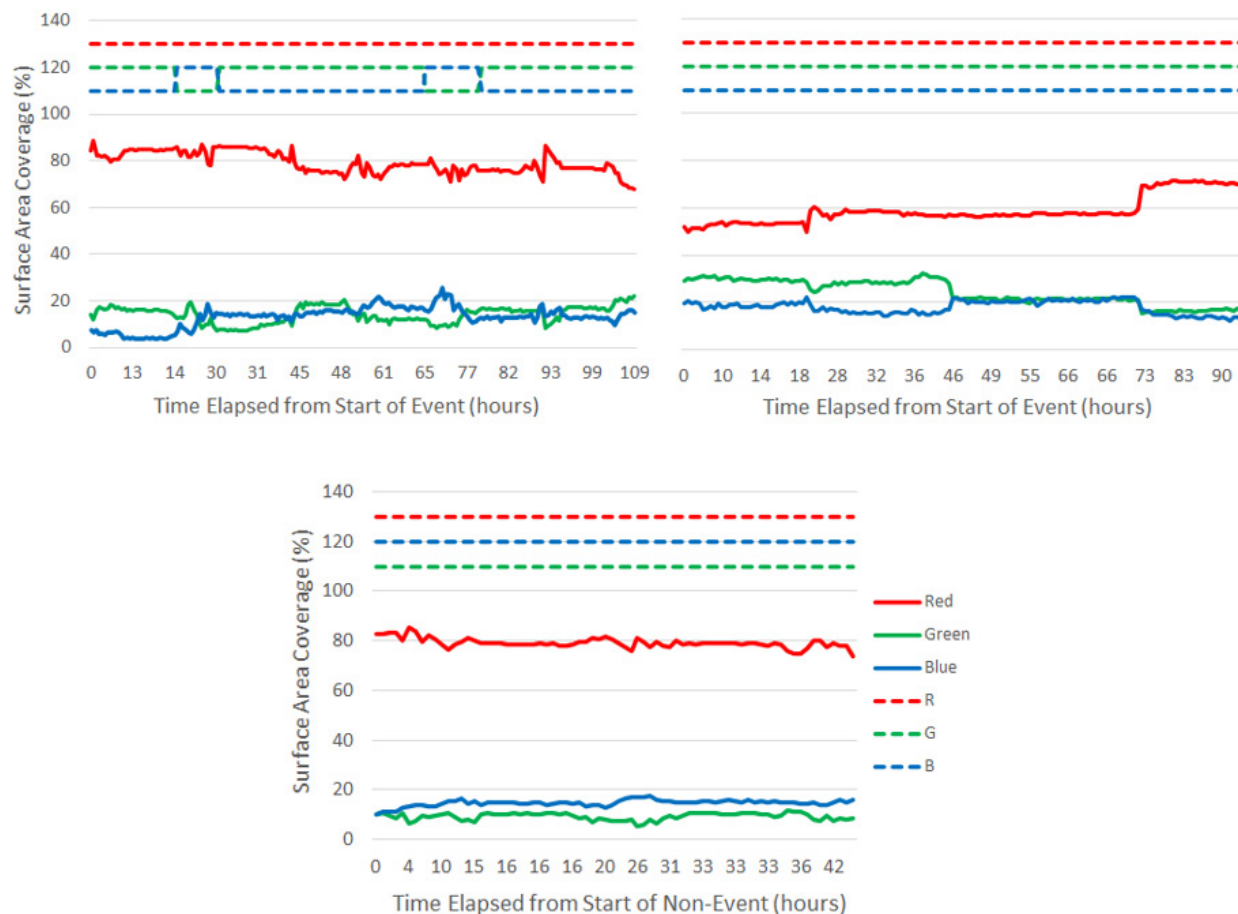 140
120
100
80
60
40
20
0
Surface Area Coverage (%)
0 13 14 30 31 45 48 61 65 77 82 93 99 109
Time Elapsed from Start of Event (hours)
0 10 14 18 28 32 36 46 49 55 66 66 73 83 90
Time Elapsed from Start of Event (hours)
140
120
100
80
60
40
20
0
Surface Area Coverage (%)
0 4 10 15 16 16 16 20 26 31 33 33 33 36 42
Time Elapsed from Start of Non-Event (hours)
Red
Green
Blue
R
G
B